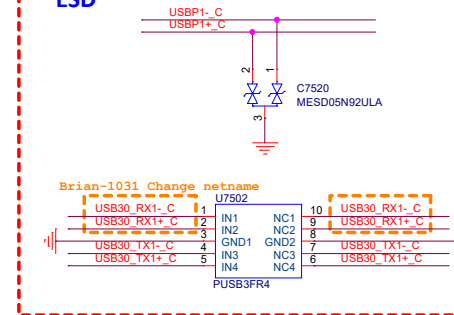 ESD
USBP1-_C
USBP1+_C
2
1
C7520
MESD05N92ULA
3
Brian-1031 Change netname
U7502
USB30_RX1-_C 1 IN1 NC1 10 USB30_RX1-_C
USB30_RX1+_C 2 IN2 NC2 9 USB30_RX1+_C
3 GND1 GND2 8
USB30_TX1-_C 4 IN3 NC3 7 USB30_TX1-_C
USB30_TX1+_C 5 IN4 NC4 6 USB30_TX1+_C
PUSB3FR4